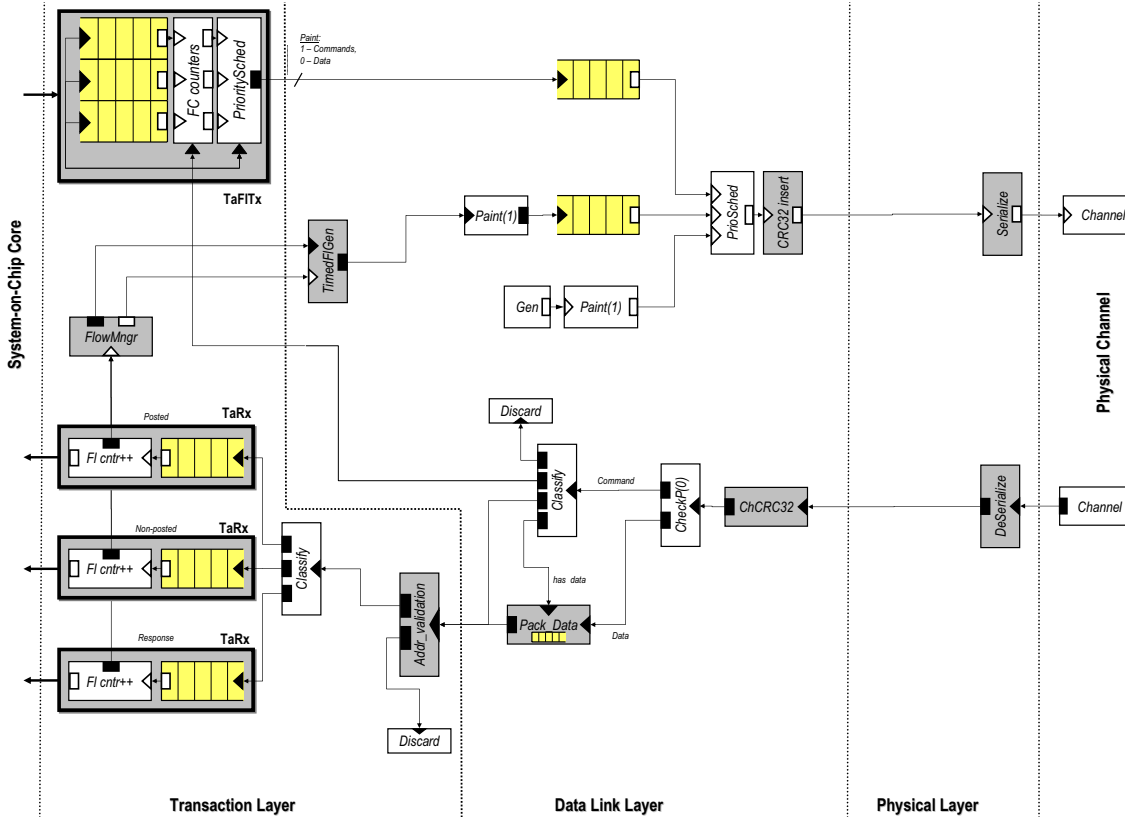 Paint:
1 – Commands,
0 – Data
FC counters
PrioritySched
TaFlTx
TimedFlGen
Paint(1)
PrioSched
CRC32 insert
Serialize
Channel
Gen
Paint(1)
FlowMngr
System-on-Chip Core
Physical Channel
Discard
Posted
TaRx
Fl cntr++
Classify
Command
CheckP(0)
ChCRC32
DeSerialize
Channel
Non-posted
TaRx
Fl cntr++
Classify
has data
Addr_validation
Pack_Data
Data
Response
TaRx
Fl cntr++
Discard
Transaction Layer
Data Link Layer
Physical Layer